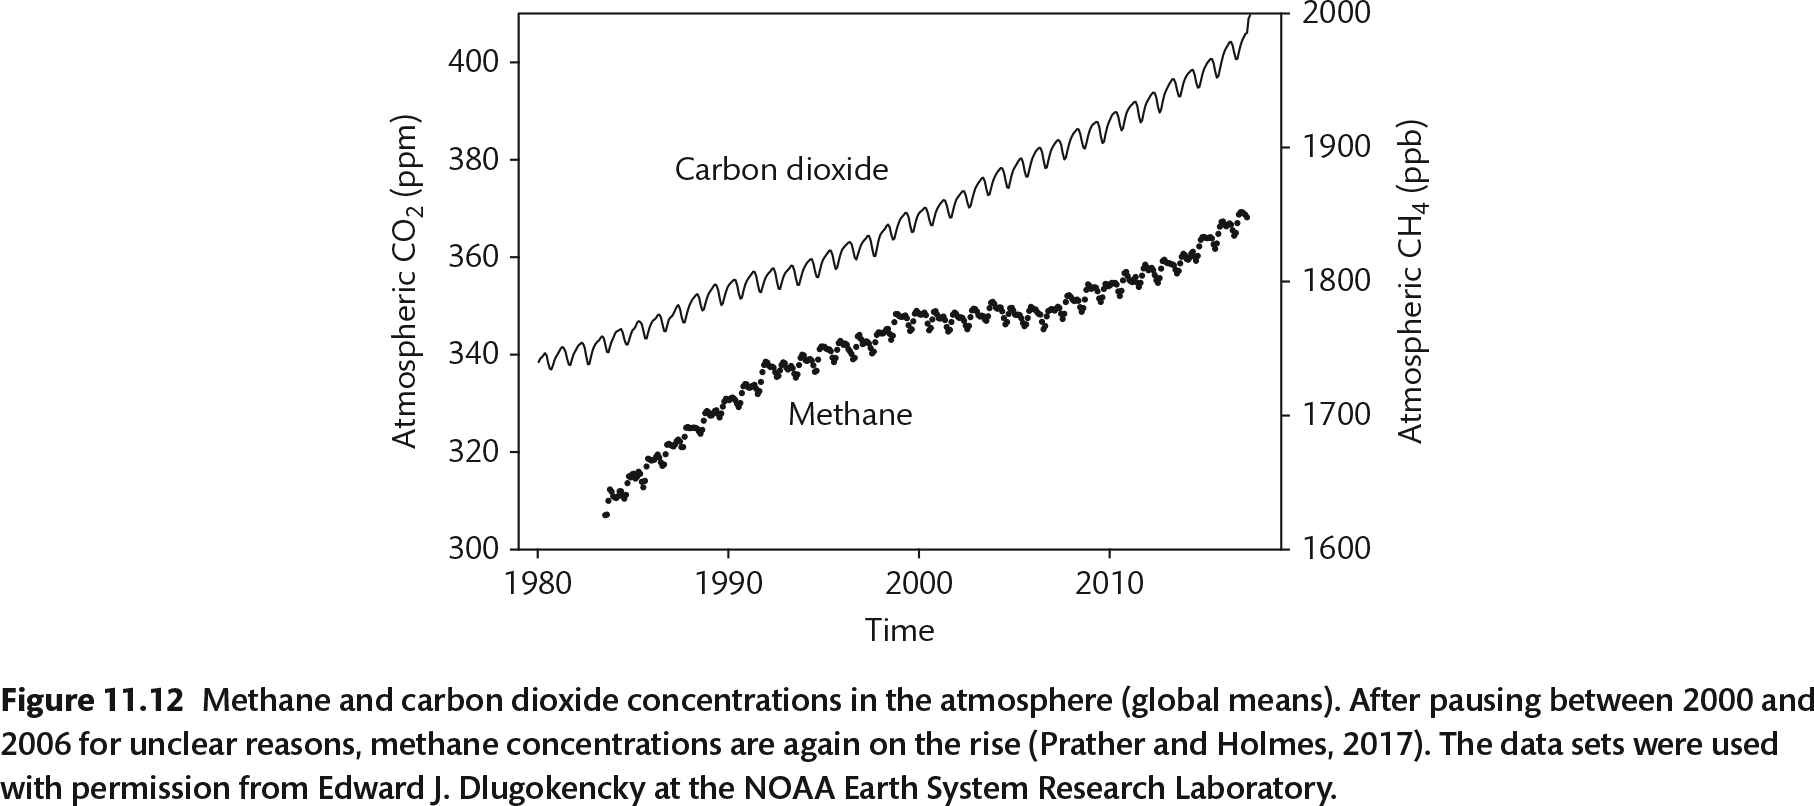 2000
400
1900
380
Carbon dioxide
360
1800
340
Methane
1700
320
300
1600
Atmospheric CO₂ (ppm)
Atmospheric CH₄ (ppb)
1980 1990 2000 2010
Time
Figure 11.12 Methane and carbon dioxide concentrations in the atmosphere (global means). After pausing between 2000 and
2006 for unclear reasons, methane concentrations are again on the rise (Prather and Holmes, 2017). The data sets were used
with permission from Edward J. Dlugokencky at the NOAA Earth System Research Laboratory.